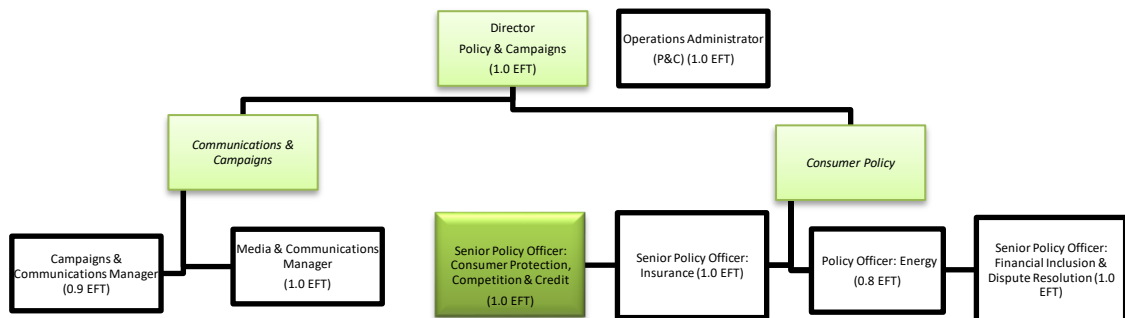 Director
Policy & Campaigns
(1.0 EFT)
Operations Administrator
(P&C) (1.0 EFT)
Communications &
Campaigns
Consumer Policy
Campaigns &
Communications Manager
(0.9 EFT)
Media & Communications
Manager
(1.0 EFT)
Senior Policy Officer:
Consumer Protection,
Competition & Credit
(1.0 EFT)
Senior Policy Officer:
Insurance (1.0 EFT)
Policy Officer: Energy
(0.8 EFT)
Senior Policy Officer:
Financial Inclusion &
Dispute Resolution (1.0
EFT)